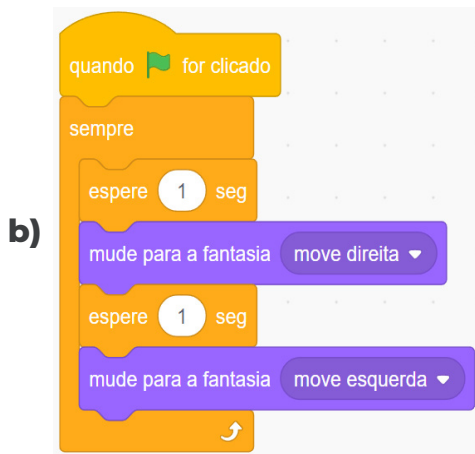 quando for clicado
sempre
espere 1 seg
b)
mude para a fantasia move direita
espere 1 seg
mude para a fantasia move esquerda